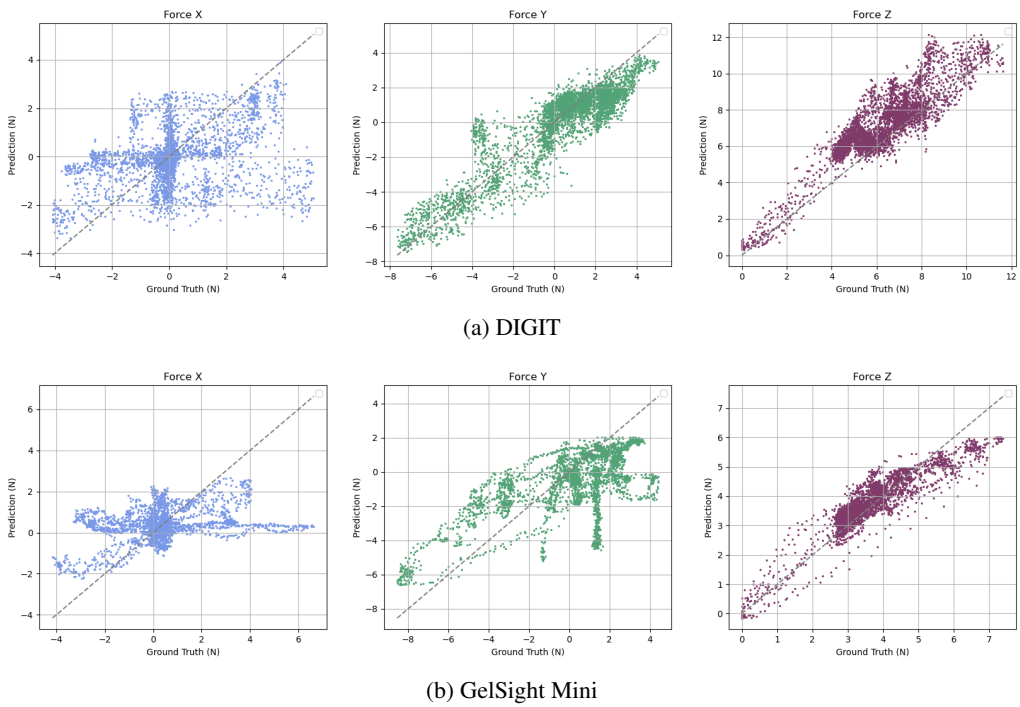 Force X
Force Y
Force Z
4
2
0
−2
−4
4
2
0
−2
−4
−6
−8
12
10
8
6
4
2
0
Prediction (N)
Prediction (N)
Prediction (N)
−4 −2 0 2 4
−8 −6 −4 −2 0 2 4
0 2 4 6 8 10 12
Ground Truth (N)
Ground Truth (N)
Ground Truth (N)
(a) DIGIT
Force X
Force Y
Force Z
6
4
2
0
−2
−4
4
2
0
−2
−4
−6
−8
7
6
5
4
3
2
1
0
Prediction (N)
Prediction (N)
Prediction (N)
−4 −2 0 2 4 6
−8 −6 −4 −2 0 2 4
0 1 2 3 4 5 6 7
Ground Truth (N)
Ground Truth (N)
Ground Truth (N)
(b) GelSight Mini